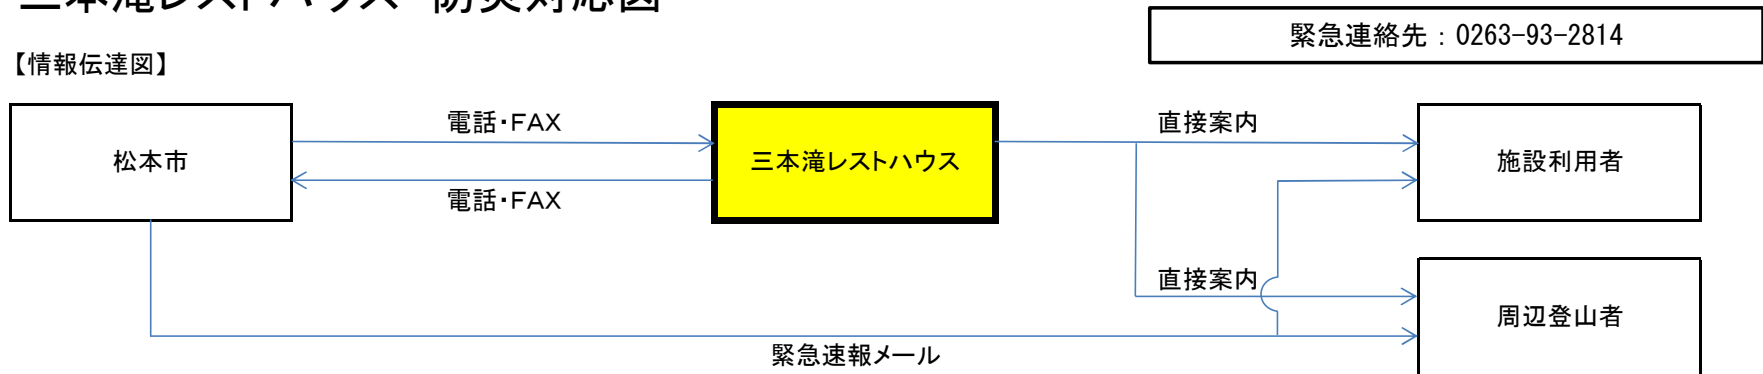 三本滝レストハウス 防災対応図
緊急連絡先：0263-93-2814
【情報伝達図】
松本市
電話・FAX
電話・FAX
三本滝レストハウス
直接案内
施設利用者
直接案内
周辺登山者
緊急速報メール